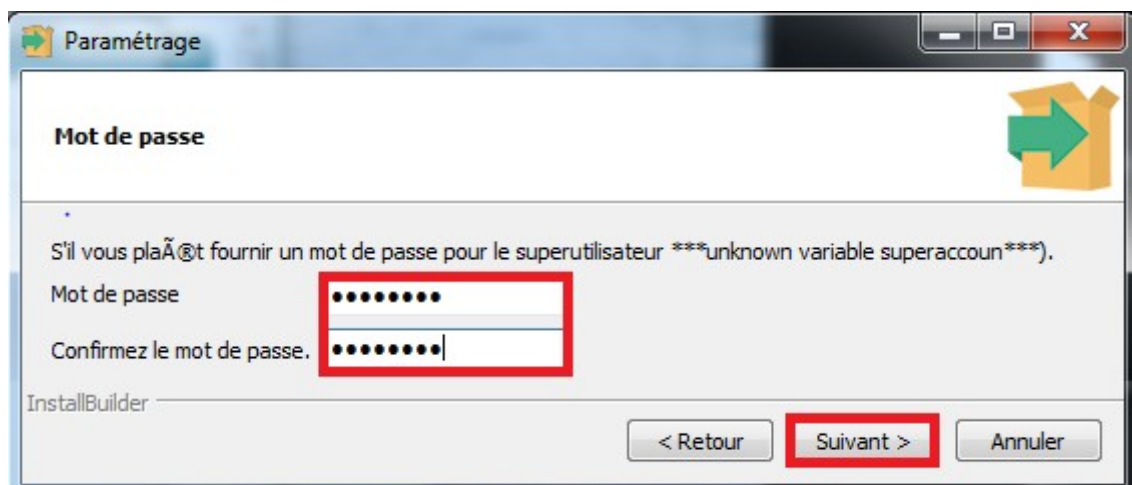 Paramétrage
Mot de passe
S'il vous plaÃ®t fournir un mot de passe pour le superutilisateur ***unknown variable superaccoun***).
Mot de passe ●●●●●●●●
Confirmez le mot de passe. ●●●●●●●●
InstallBuilder
< Retour Suivant > Annuler